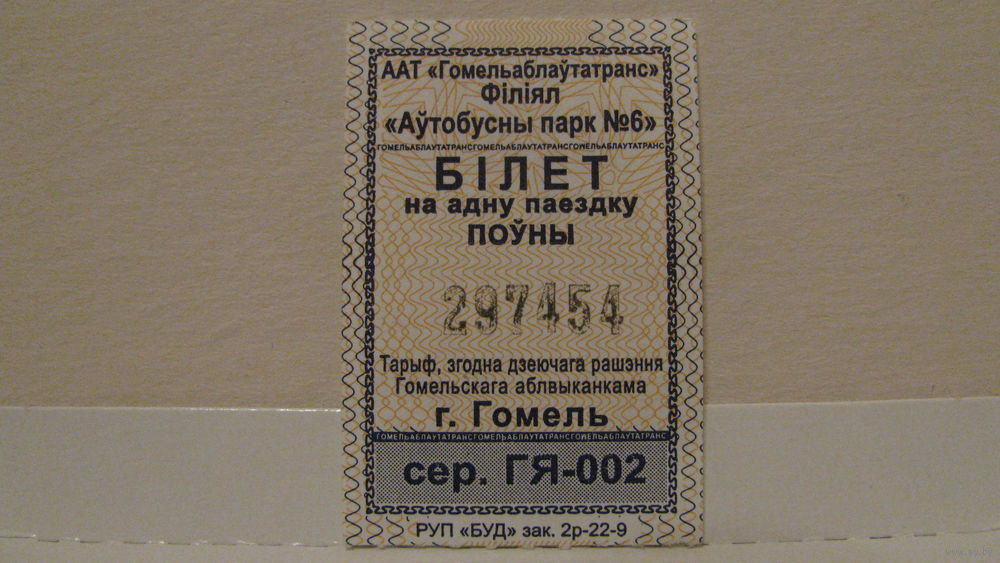 ААТ «Гомельаблаўтатранс»
Філіял
«Аўтобусны парк №6»
ГОМЕЛЬАБЛАУТАТРАНСГОМЕЛЬАБЛАУТАТРАНСГОМЕЛЬАБЛАУТАТРАНС
БІЛЕТ
на адну паездку
ПОЎНЫ
297454
Тарыф, згодна дзеючага рашэння
Гомельскага аблвыканкама
г. Гомель
ГОМЕЛЬАБЛАУТАТРАНСГОМЕЛЬАБЛАУТАТРАНСГОМЕЛЬАБЛАУТАТРАНС
сер. ГЯ-002
РУП «БУД» зак. 2р-22-9